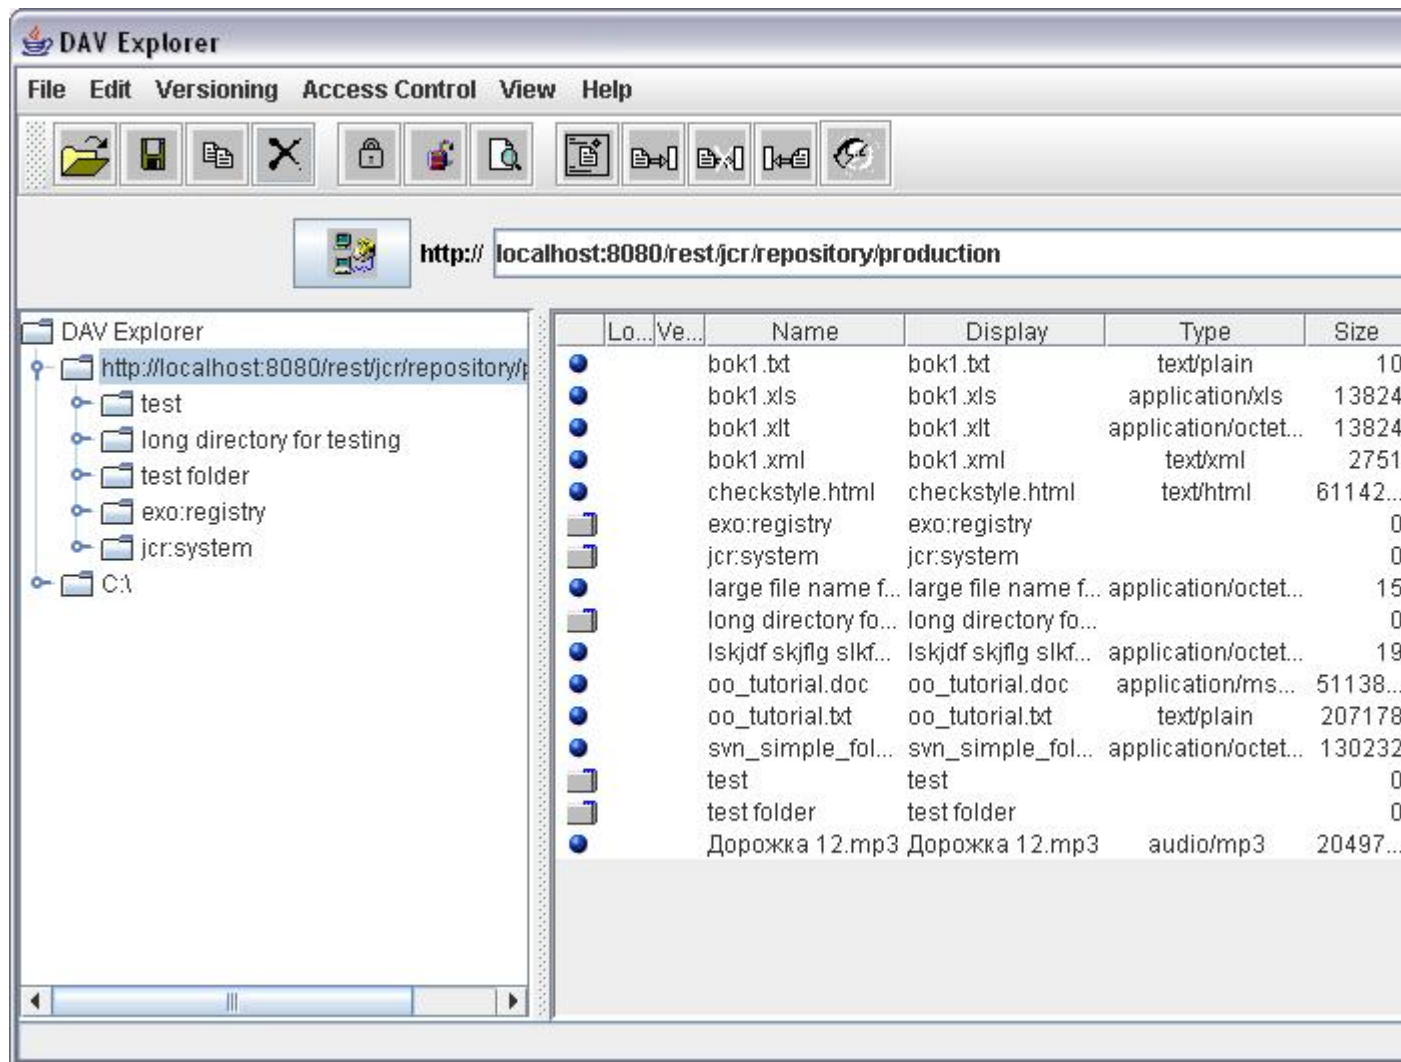 DAV Explorer
File Edit Versioning Access Control View Help
http:// localhost:8080/rest/jcr/repository/production
DAV Explorer
http://localhost:8080/rest/jcr/repository/p
test
long directory for testing
test folder
exo:registry
jcr:system
C:\
Lo... Ve... Name Display Type Size
bok1.txt bok1.txt text/plain 10
bok1.xls bok1.xls application/xls 13824
bok1.xlt bok1.xlt application/octet... 13824
bok1.xml bok1.xml text/xml 2751
checkstyle.html checkstyle.html text/html 61142...
exo:registry exo:registry 0
jcr:system jcr:system 0
large file name f... large file name f... application/octet... 15
long directory fo... long directory fo... 0
lskjdf skjflg slkf... lskjdf skjflg slkf... application/octet... 19
oo_tutorial.doc oo_tutorial.doc application/ms... 51138...
oo_tutorial.txt oo_tutorial.txt text/plain 207178
svn_simple_fol... svn_simple_fol... application/octet... 130232
test test 0
test folder test folder 0
Дорожка 12.mp3 Дорожка 12.mp3 audio/mp3 20497...